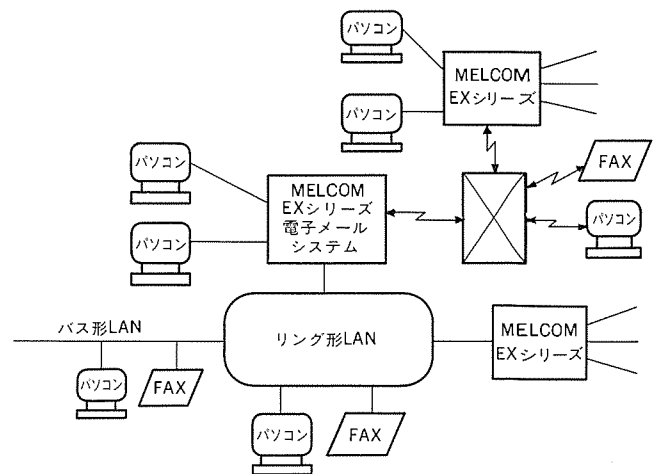 パソコン
MELCOM
EXシリーズ
パソコン
FAX
パソコン
MELCOM
EXシリーズ
電子メール
システム
パソコン
パソコン
バス形LAN
リング形LAN
MELCOM
EXシリーズ
パソコン
FAX
パソコン
FAX